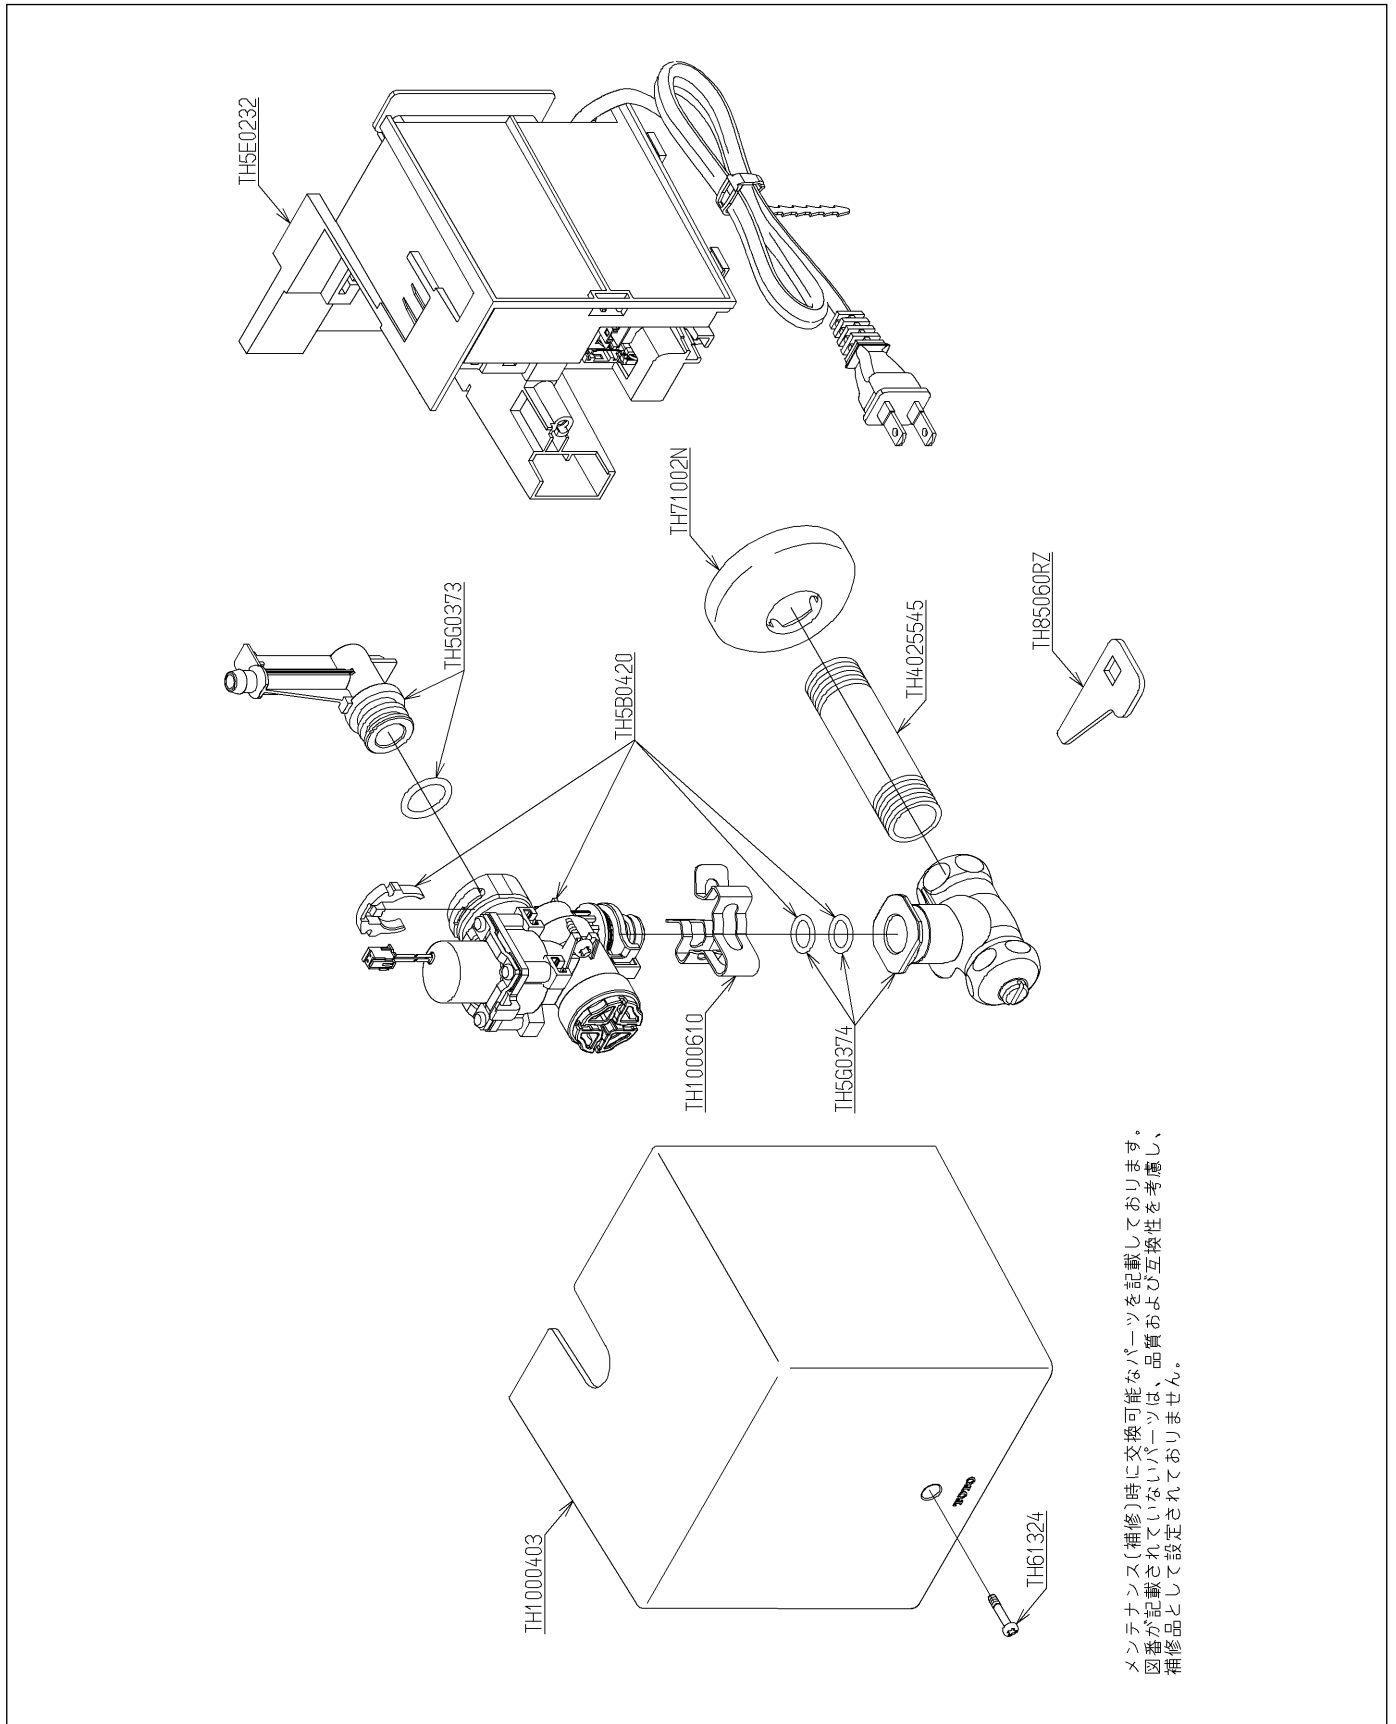 TH5E0232
TH71002N
TH5G0373
TH85060RZ
TH4025545
TH5B0420
TH1000610
TH5G0374
TH1000403
TH61324
TOTO
メンテナンス(補修)時に交換可能なパーツを記載しております。
図番が記載されていないパーツは、品質および互換性を考慮し、
補修品として設定されておりません。